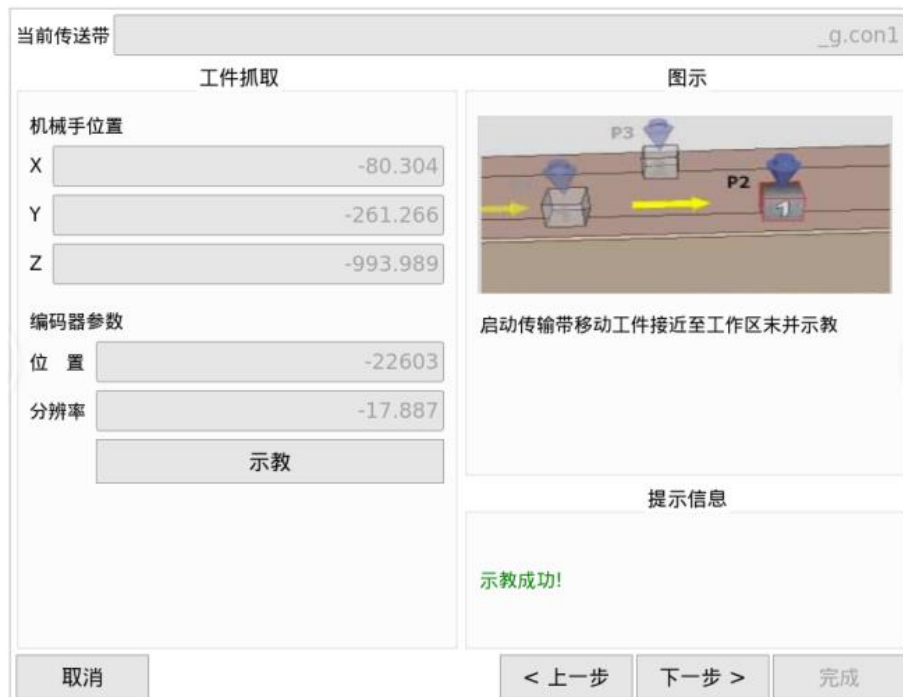 当前传送带 _g.con1
工件抓取
机械手位置
X -80.304
Y -261.266
Z -993.989
编码器参数
位 置 -22603
分辨率 -17.887
示教
图示
P3
P2
1
启动传输带移动工件接近至工作区末并示教
提示信息
示教成功!
取消
< 上一步
下一步 >
完成